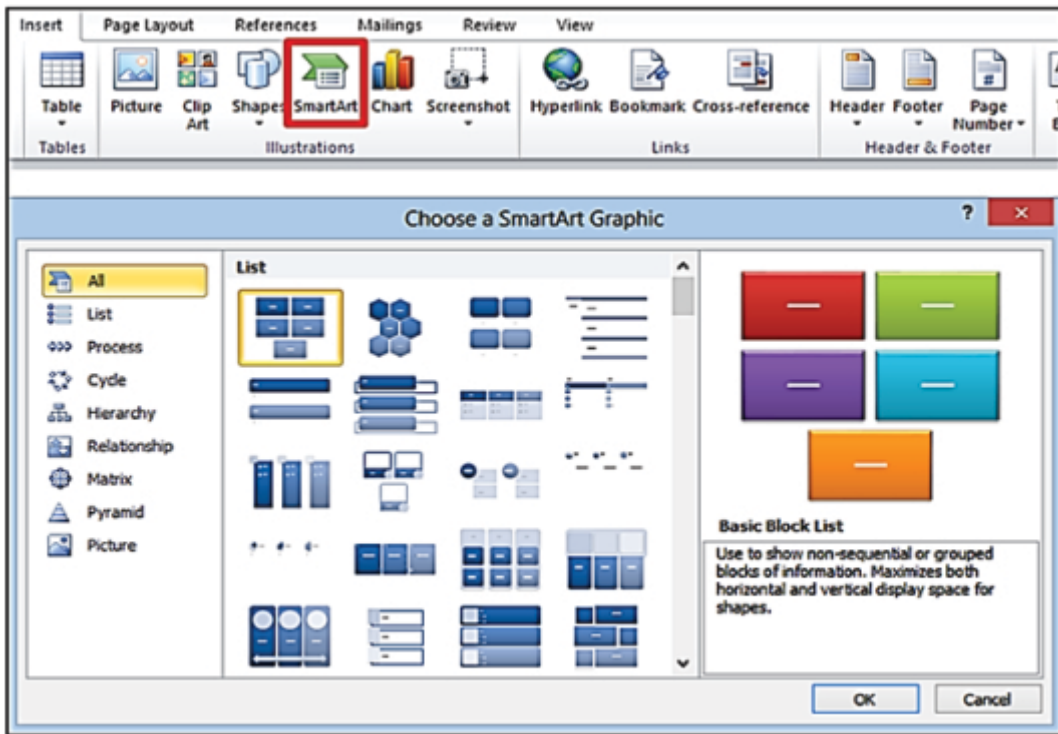 Insert Page Layout References Mailings Review View
Table Picture Clip Art Shapes SmartArt Chart Screenshot Hyperlink Bookmark Cross-reference Header Footer Page Number
Tables Illustrations Links Header & Footer
Choose a SmartArt Graphic ?
All
List
Process
Cycle
Hierarchy
Relationship
Matrix
Pyramid
Picture
List
Basic Block List
Use to show non-sequential or grouped
blocks of information. Maximizes both
horizontal and vertical display space for
shapes.
OK Cancel